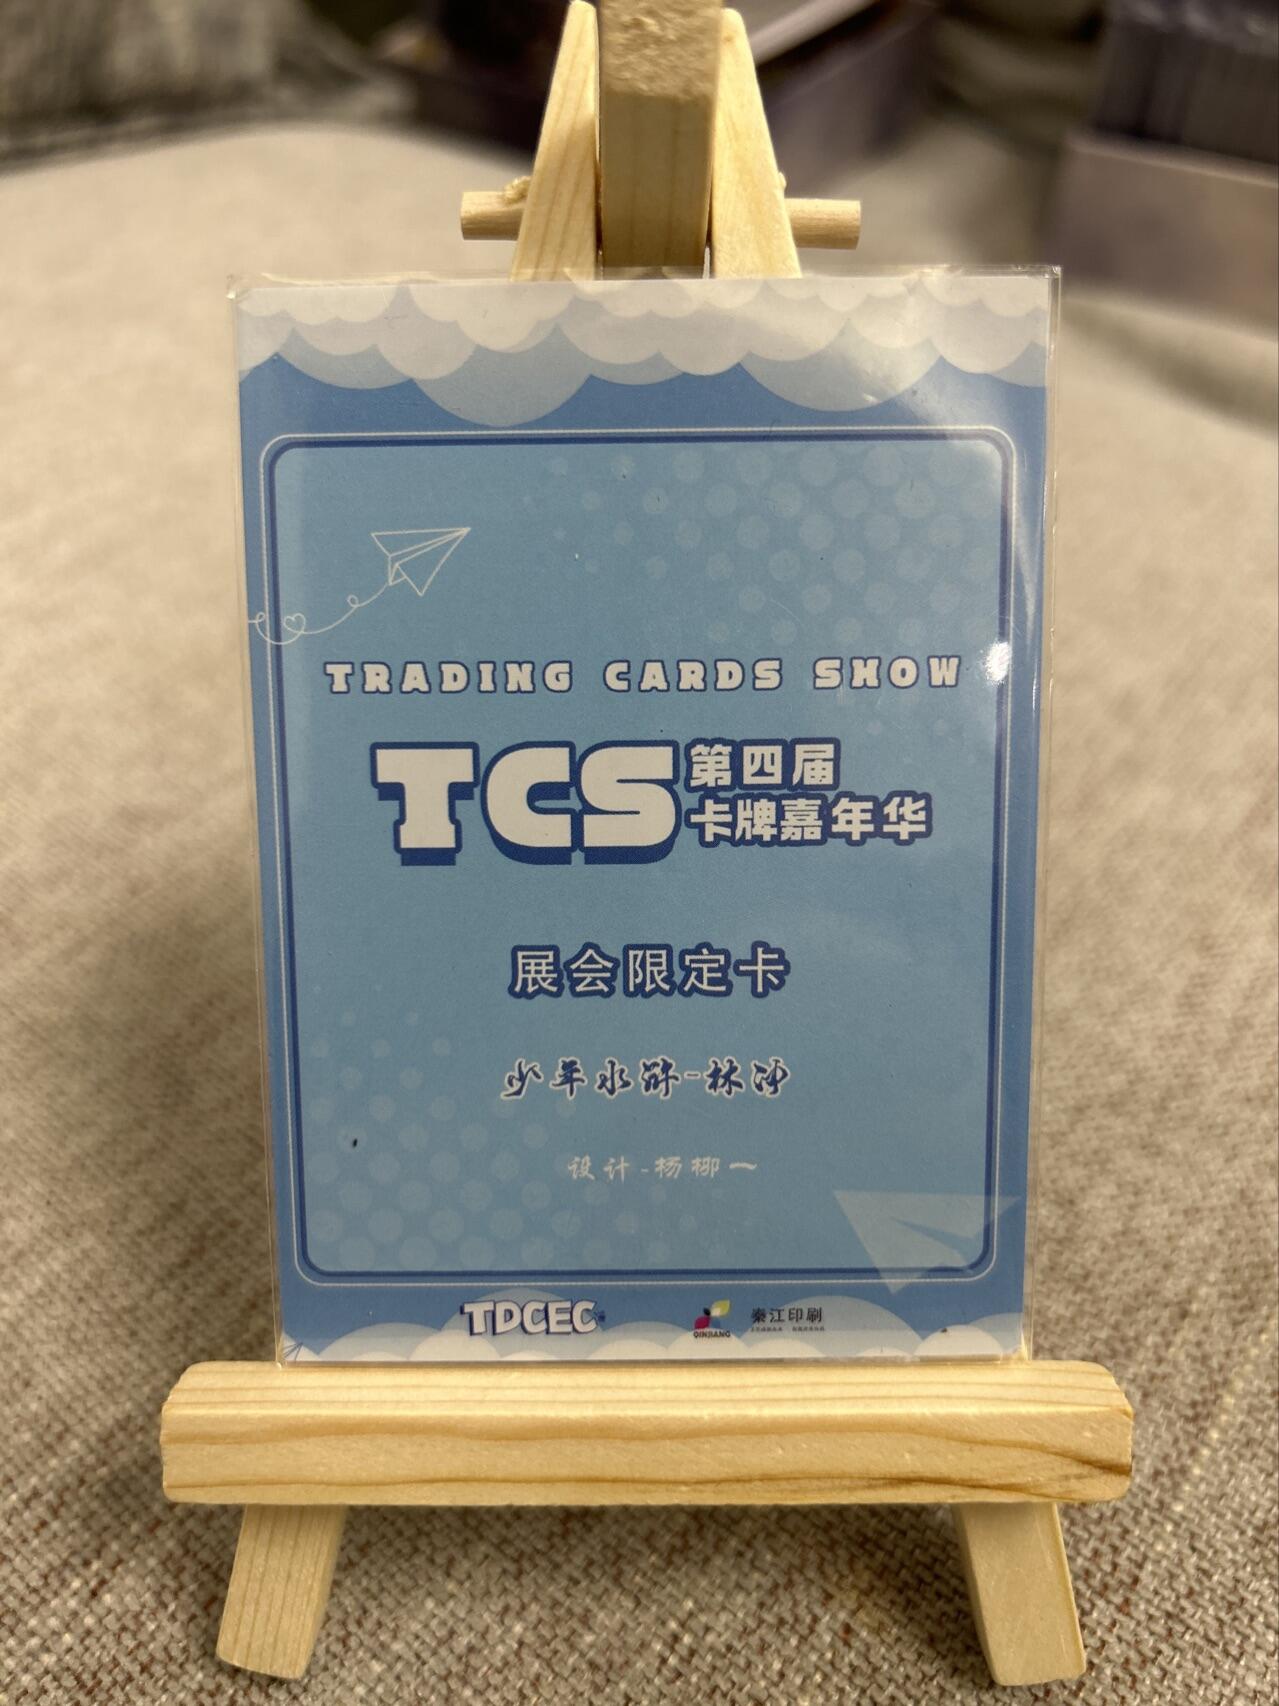 TRADING CARDS SHOW
TCS 第四届
卡牌嘉年华
展会限定卡
少年水浒-林冲
设计-杨柳一
TDCEC
QINJIANG 秦江印刷